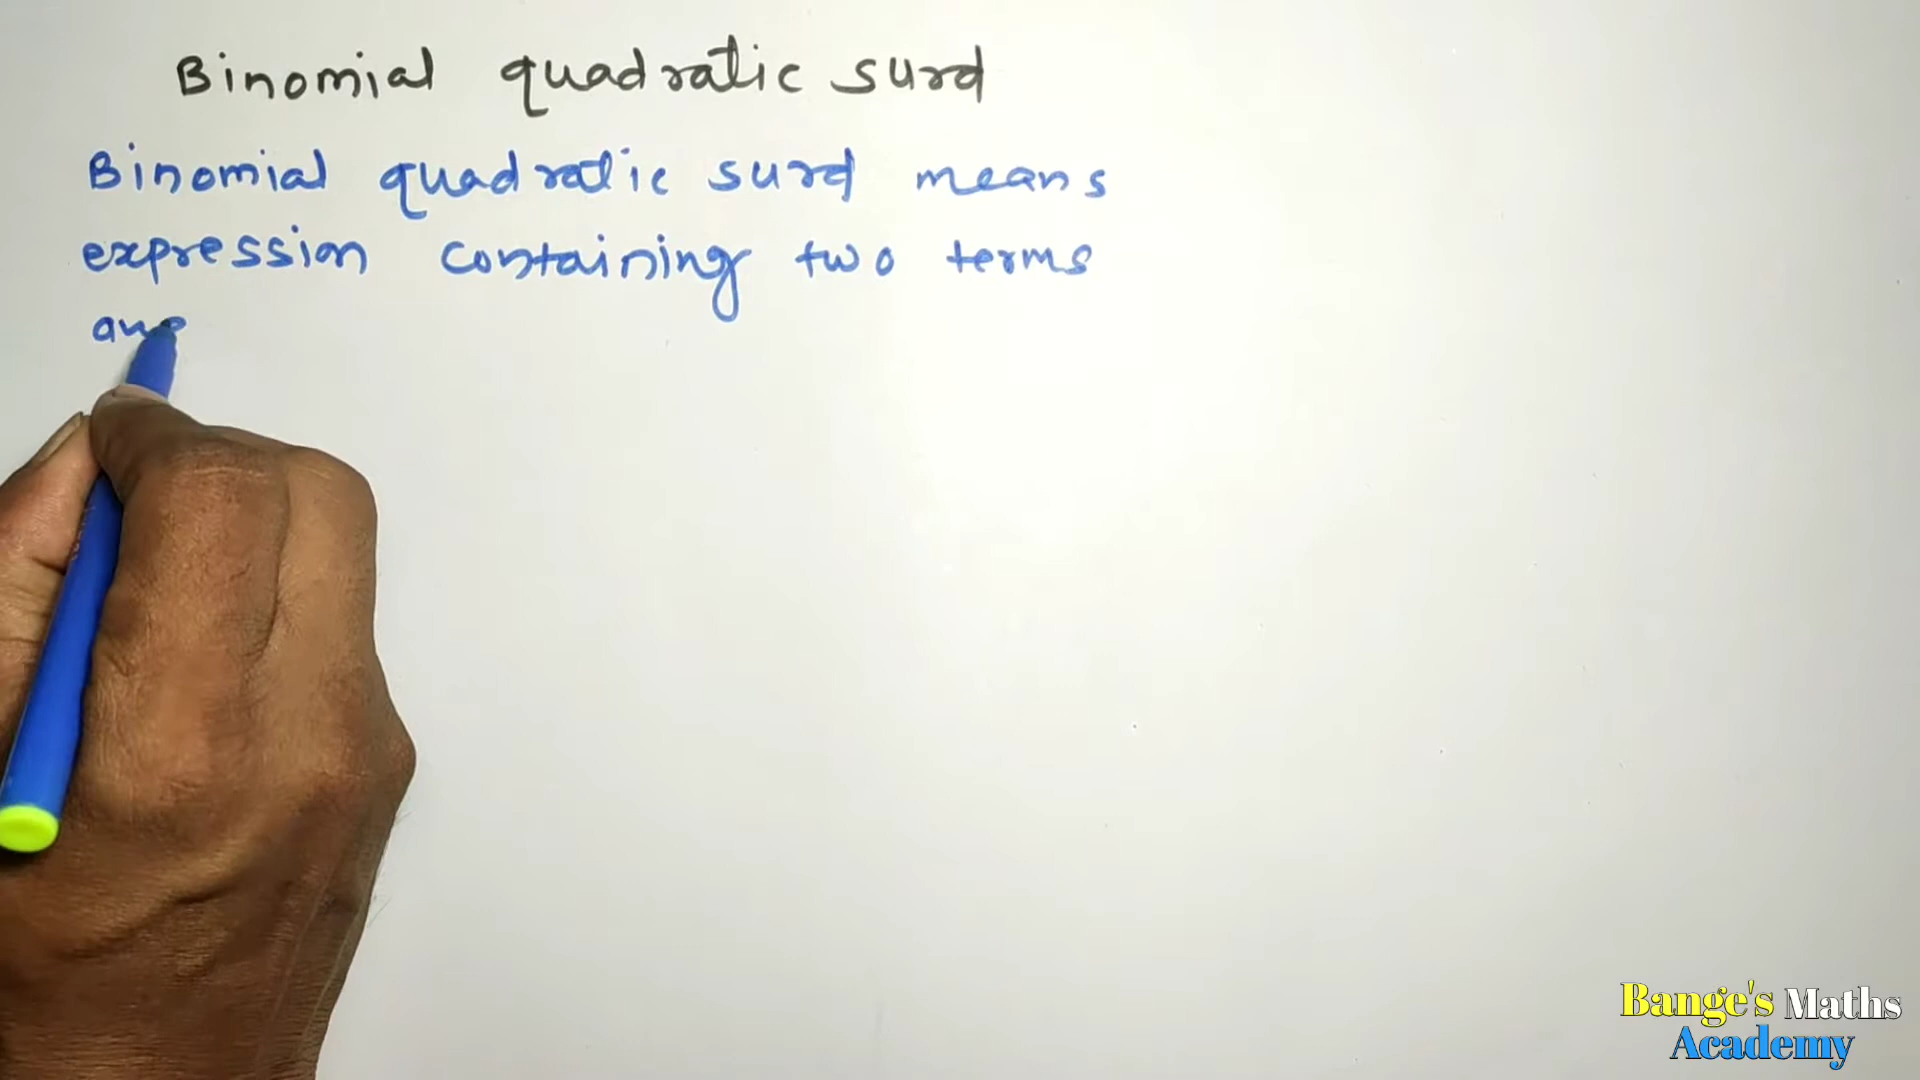 Binomial quadratic surd
Binomial quadratic surd means
expression containing two terms
Bange's Maths
Academy